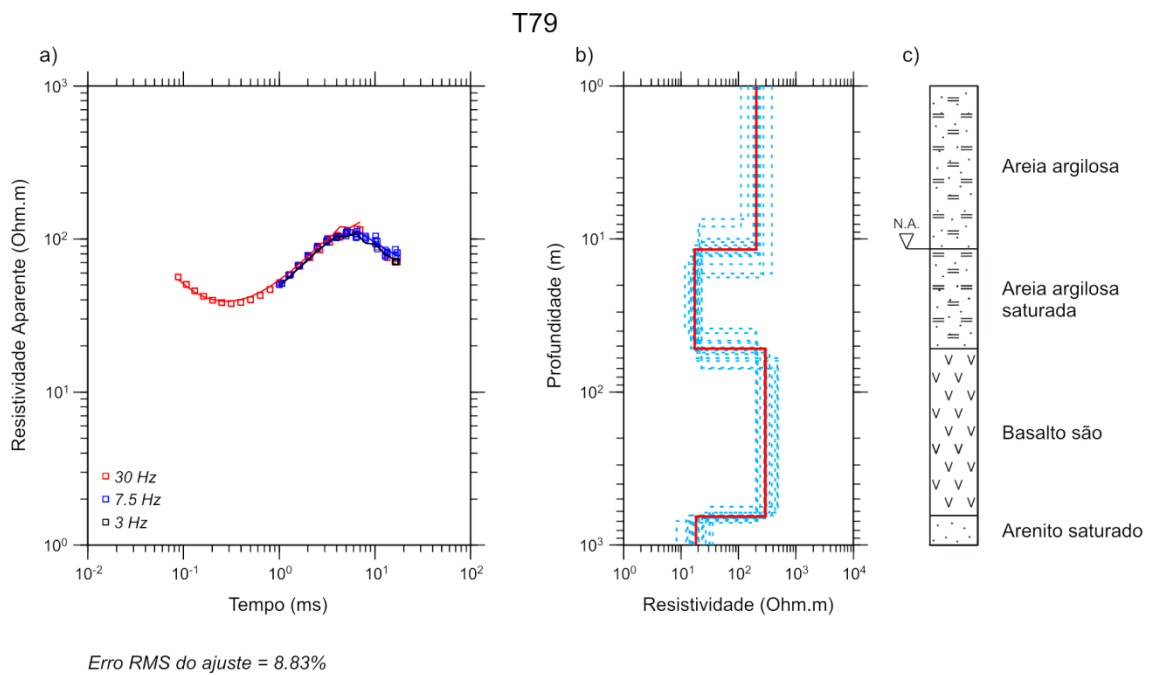 T79
a)
10^3
10^2
10^1
10^0
10^-2
10^-1
10^0
10^1
10^2
Resistividade Aparente (Ohm.m)
Tempo (ms)
30 Hz
7.5 Hz
3 Hz
b)
10^0
10^1
10^2
10^3
10^0
10^1
10^2
10^3
10^4
Profundidade (m)
Resistividade (Ohm.m)
c)
N.A.
Areia argilosa
Areia argilosa
saturada
Basalto são
Arenito saturado
Erro RMS do ajuste = 8.83%